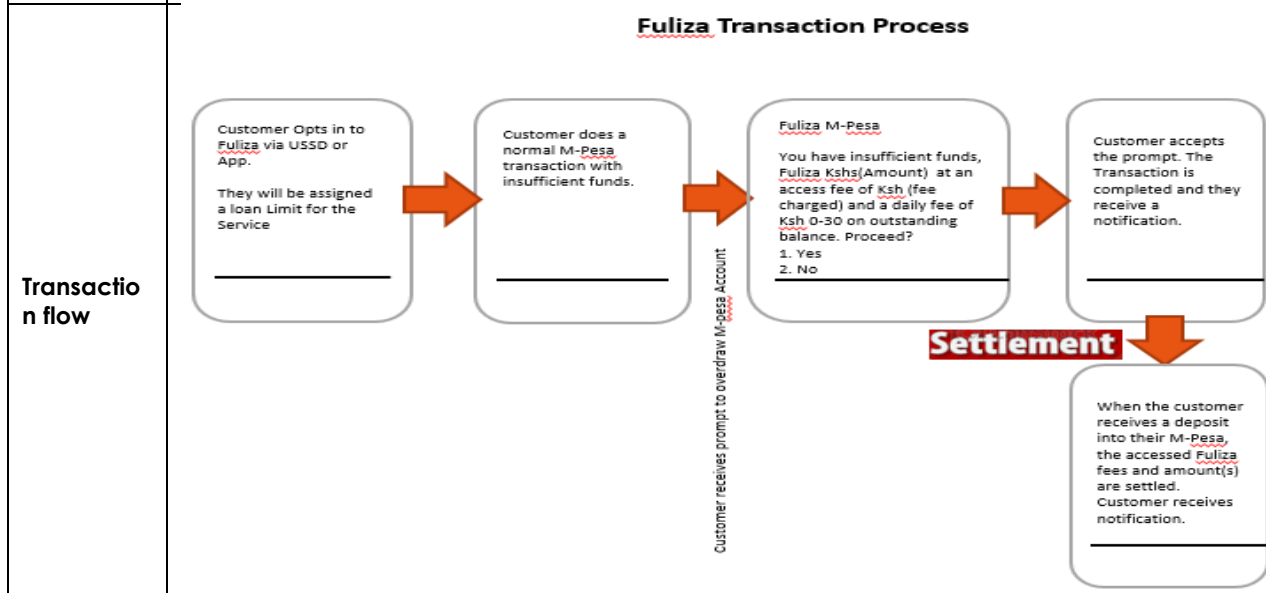 Fuliza Transaction Process
Transactio
n flow
Customer Opts in to
Fuliza via USSD or
App.
They will be assigned
a loan Limit for the
Service
Customer does a
normal M-Pesa
transaction with
insufficient funds.
Customer receives prompt to overdraw M-pesa Account
Fuliza M-Pesa
You have insufficient funds,
Fuliza Kshs(Amount) at an
access fee of Ksh (fee
charged) and a daily fee of
Ksh 0-30 on outstanding
balance. Proceed?
1. Yes
2. No
Customer accepts
the prompt. The
Transaction is
completed and they
receive a
notification.
Settlement
When the customer
receives a deposit
into their M-Pesa,
the accessed Fuliza
fees and amount(s)
are settled.
Customer receives
notification.